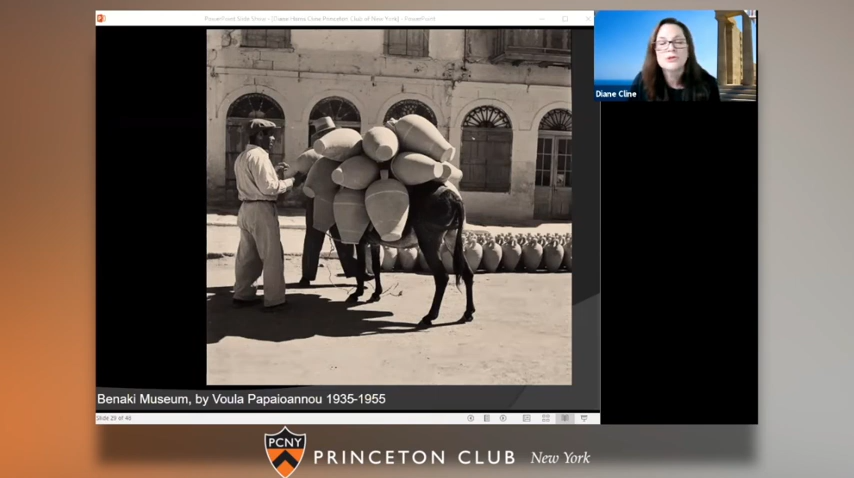 PowerPoint Slide Show - [Diane Harris Cline Princeton Club of New York] - PowerPoint
Diane Cline
Benaki Museum, by Voula Papaioannou 1935-1955
Slide 29 of 46
PCNY
PRINCETON CLUB New York